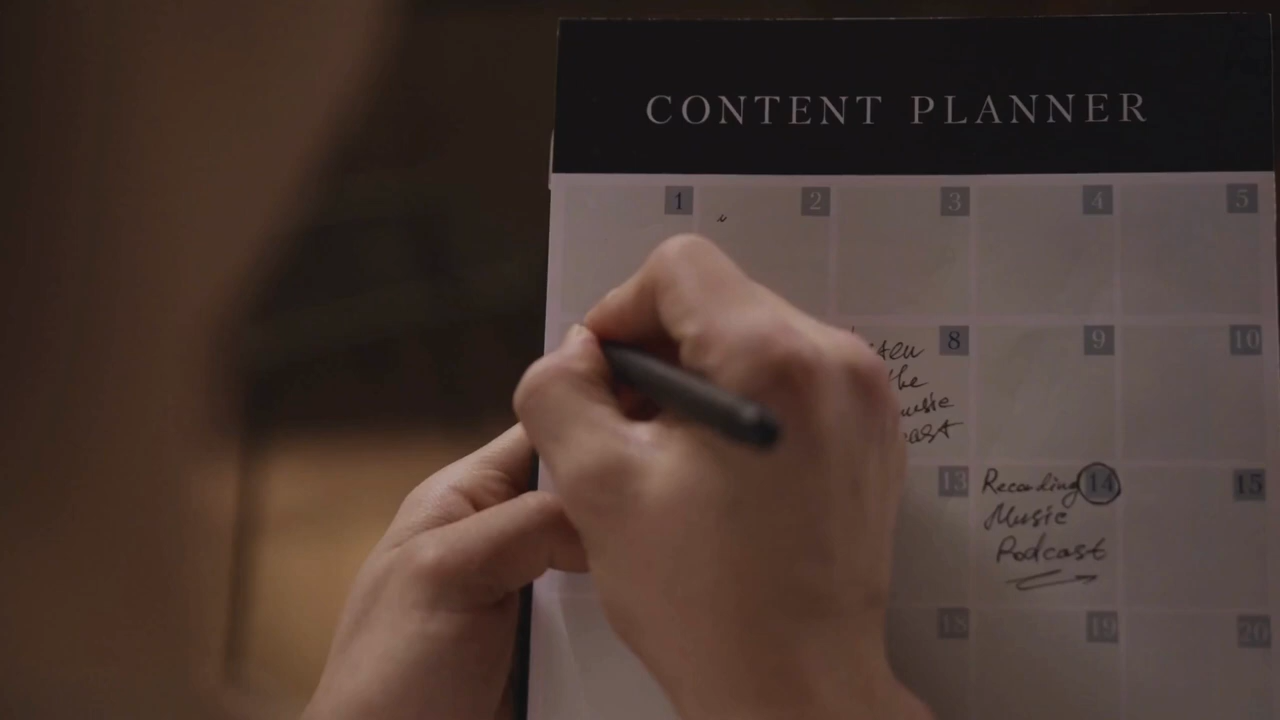 CONTENT PLANNER
1 2 3 4 5
8 9 10
the
13 14 15
Recording
Music
Podcast
18 19 20